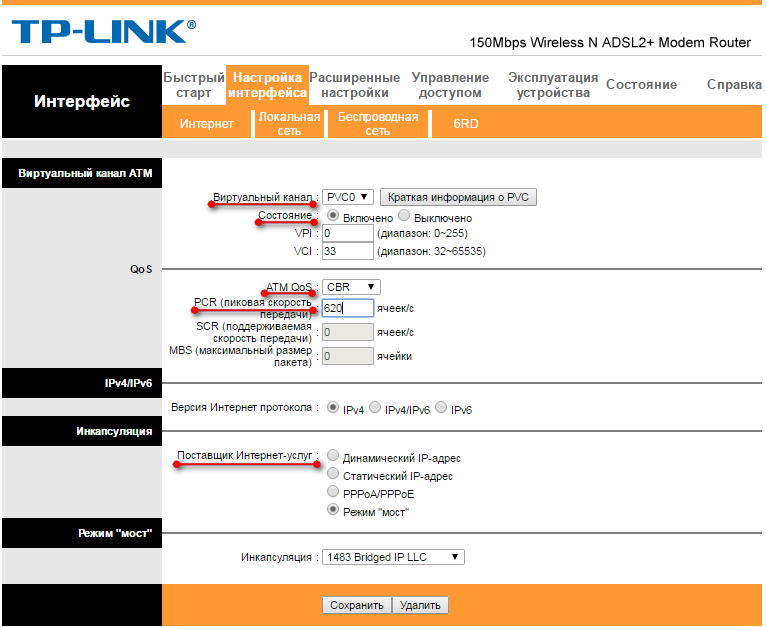 TP-LINK®
150Mbps Wireless N ADSL2+ Modem Router
Интерфейс
Быстрый старт
Настройка интерфейса
Расширенные настройки
Управление доступом
Эксплуатация устройства
Состояние
Справка
Интернет
Локальная сеть
Беспроводная сеть
6RD
Виртуальный канал ATM
Виртуальный канал : PVC0 Краткая информация о PVC
Состояние : Включено Выключено
VPI : 0 (диапазон: 0~255)
VCI : 33 (диапазон: 32~65535)
QoS
ATM QoS : CBR
PCR (пиковая скорость
передачи) : 620 ячеек/с
SCR (поддерживаемая
скорость передачи) : 0 ячеек/с
MBS (максимальный размер
пакета) : 0 ячейки
IPv4/IPv6
Версия Интернет протокола : IPv4 IPv4/IPv6 IPv6
Инкапсуляция
Поставщик Интернет-услуг : Динамический IP-адрес
Статический IP-адрес
PPPoA/PPPoE
Режим "мост"
Режим "мост"
Инкапсуляция : 1483 Bridged IP LLC
Сохранить Удалить